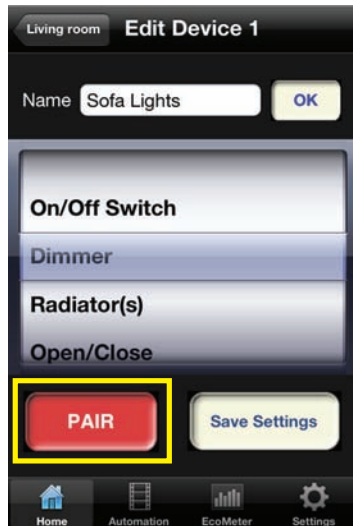 Living room Edit Device 1
Name Sofa Lights OK
On/Off Switch
Dimmer
Radiator(s)
Open/Close
PAIR Save Settings
Home Automation EcoMeter Settings